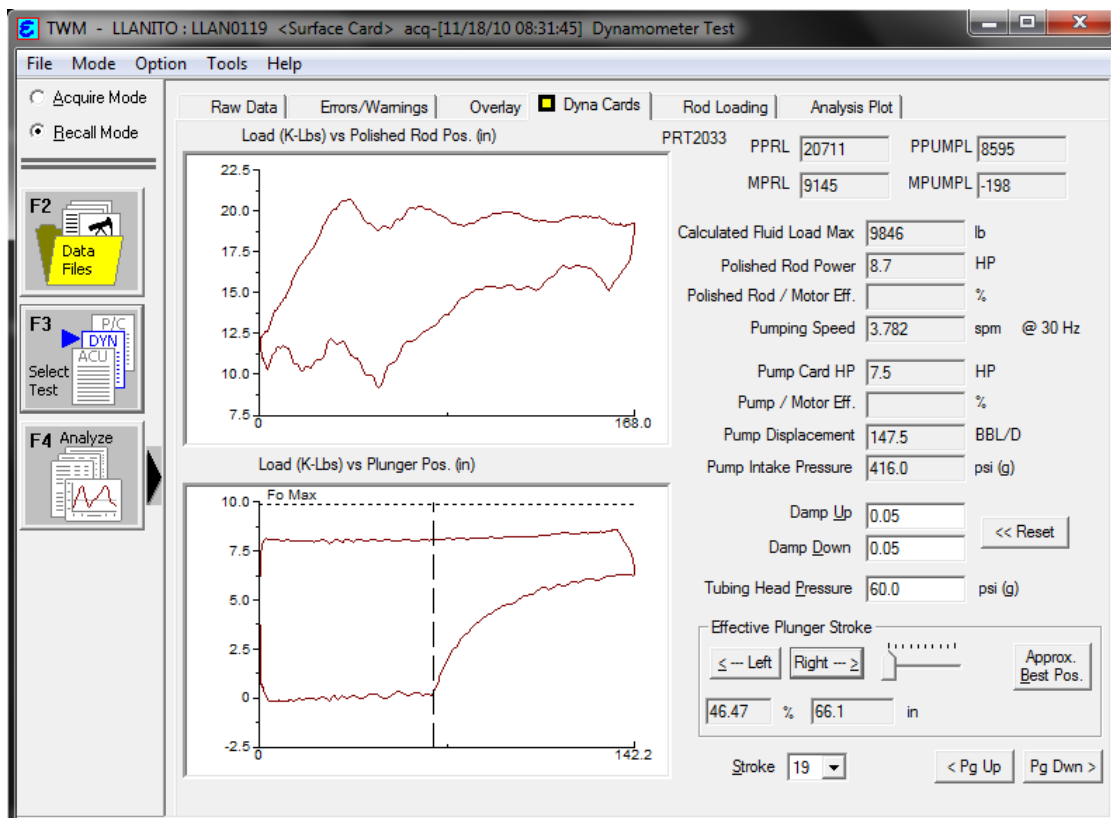 TWM - LLANITO : LLAN0119 <Surface Card> acq-[11/18/10 08:31:45] Dynamometer Test
File Mode Option Tools Help
Acquire Mode
Recall Mode
F2
Data
Files
F3
P/C
DYN
ACU
Select
Test
F4 Analyze
Raw Data Errors/Warnings Overlay Dyna Cards Rod Loading Analysis Plot
Load (K-Lbs) vs Polished Rod Pos. (in)
22.5
20.0
17.5
15.0
12.5
10.0
7.5
0 168.0
Load (K-Lbs) vs Plunger Pos. (in)
10.0 Fo Max
7.5
5.0
2.5
0
-2.5
0 142.2
PRT2033 PPRL 20711 PPUMPL 8595
MPRL 9145 MPUMPL -198
Calculated Fluid Load Max 9846 lb
Polished Rod Power 8.7 HP
Polished Rod / Motor Eff. %
Pumping Speed 3.782 spm @ 30 Hz
Pump Card HP 7.5 HP
Pump / Motor Eff. %
Pump Displacement 147.5 BBL/D
Pump Intake Pressure 416.0 psi (g)
Damp Up 0.05
Damp Down 0.05
<< Reset
Tubing Head Pressure 60.0 psi (g)
Effective Plunger Stroke
< --- Left Right --- >
Approx.
Best Pos.
46.47 % 66.1 in
Stroke 19 < Pg Up Pg Dwn >